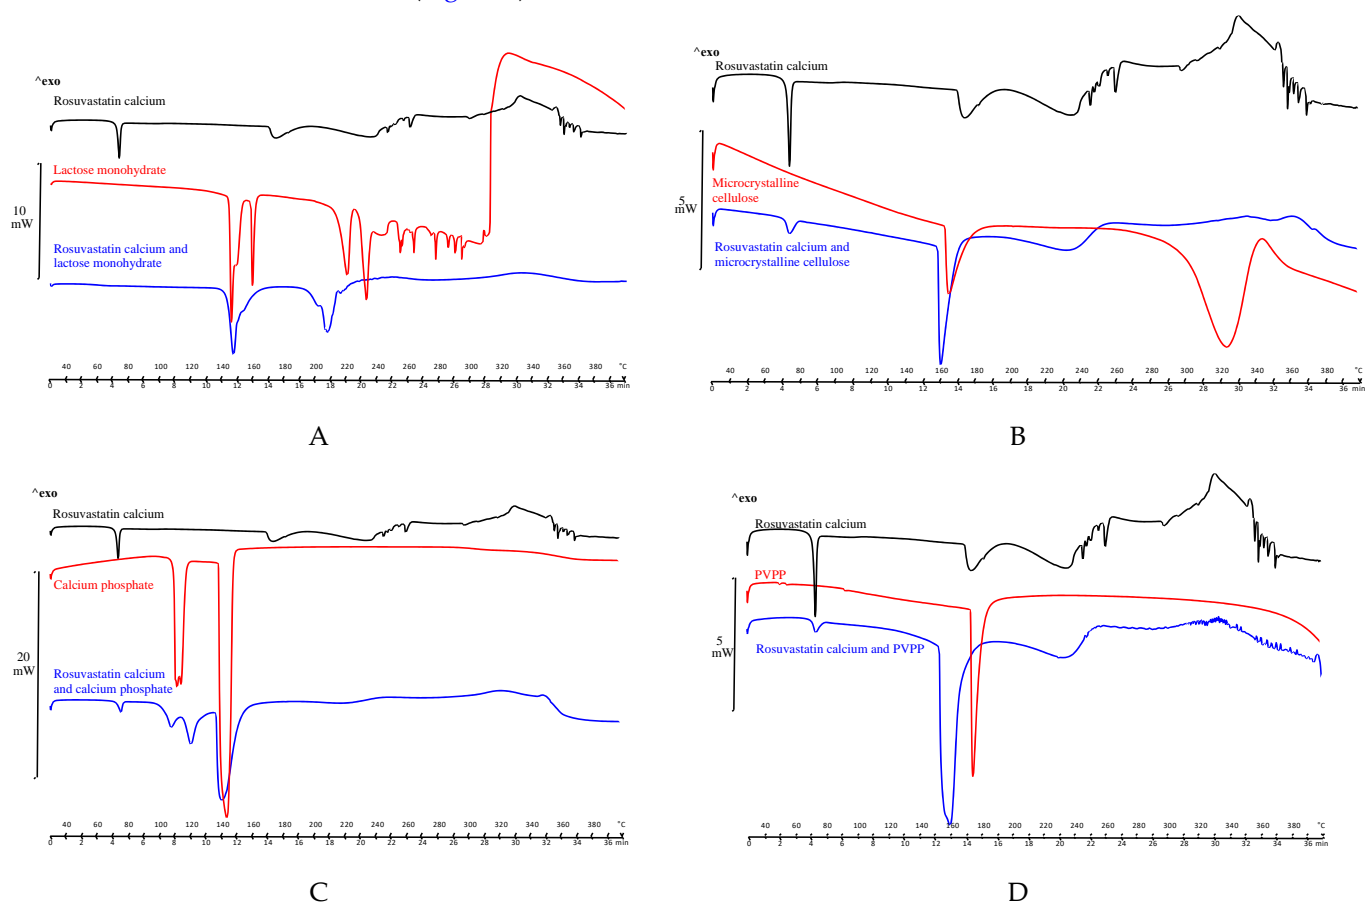 ^exo
Rosuvastatin calcium
Lactose monohydrate
10
mW
Rosuvastatin calcium and
lactose monohydrate
40 60 80 100 120 140 160 180 200 220 240 260 280 300 320 340 360 380 °C
0 2 4 6 8 10 12 14 16 18 20 22 24 26 28 30 32 34 36 min
A
^exo
Rosuvastatin calcium
Microcrystalline
cellulose
5
mW
Rosuvastatin calcium and
microcrystalline cellulose
40 60 80 100 120 140 160 180 200 220 240 260 280 300 320 340 360 380 °C
0 2 4 6 8 10 12 14 16 18 20 22 24 26 28 30 32 34 36 min
B
^exo
Rosuvastatin calcium
Calcium phosphate
20
mW
Rosuvastatin calcium
and calcium phosphate
40 60 80 100 120 140 160 180 200 220 240 260 280 300 320 340 360 380 °C
0 2 4 6 8 10 12 14 16 18 20 22 24 26 28 30 32 34 36 min
C
^exo
Rosuvastatin calcium
PVPP
5
mW
Rosuvastatin calcium and PVPP
40 60 80 100 120 140 160 180 200 220 240 260 280 300 320 340 360 380 °C
0 2 4 6 8 10 12 14 16 18 20 22 24 26 28 30 32 34 36 min
D